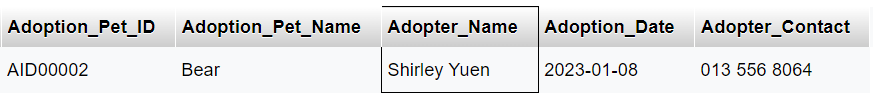 Adoption_Pet_ID Adoption_Pet_Name Adopter_Name Adoption_Date Adopter_Contact
AID00002 Bear Shirley Yuen 2023-01-08 013 556 8064